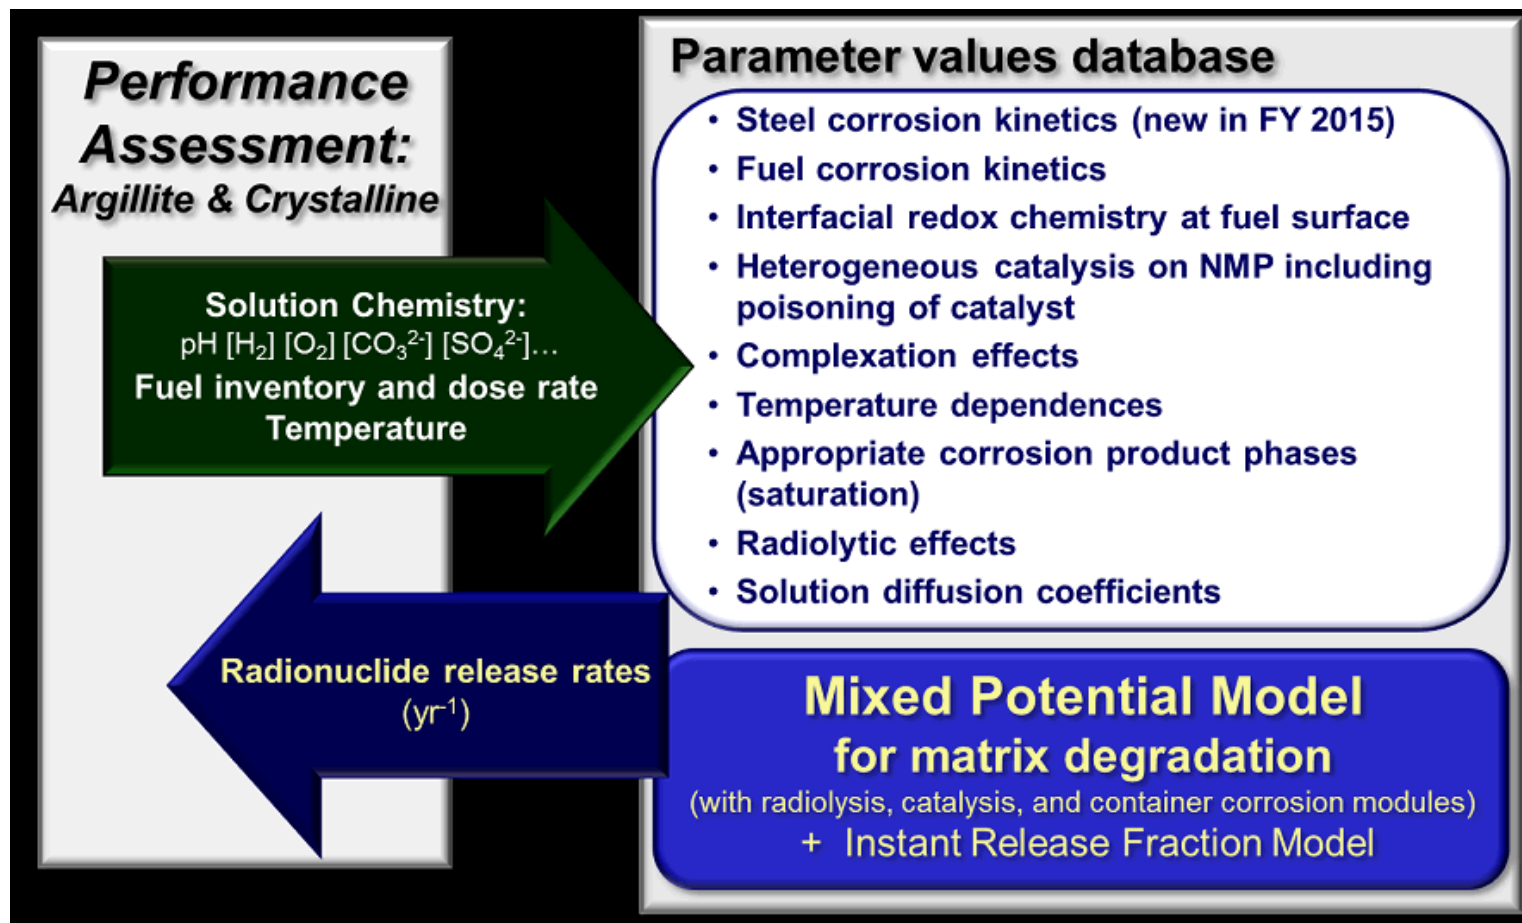 Performance
Assessment:
Argillite & Crystalline
Solution Chemistry:
pH [H₂] [O₂] [CO₃²⁻] [SO₄²⁻]…
Fuel inventory and dose rate
Temperature
Radionuclide release rates
(yr⁻¹)
Parameter values database
• Steel corrosion kinetics (new in FY 2015)
• Fuel corrosion kinetics
• Interfacial redox chemistry at fuel surface
• Heterogeneous catalysis on NMP including
poisoning of catalyst
• Complexation effects
• Temperature dependences
• Appropriate corrosion product phases
(saturation)
• Radiolytic effects
• Solution diffusion coefficients
Mixed Potential Model
for matrix degradation
(with radiolysis, catalysis, and container corrosion modules)
+ Instant Release Fraction Model